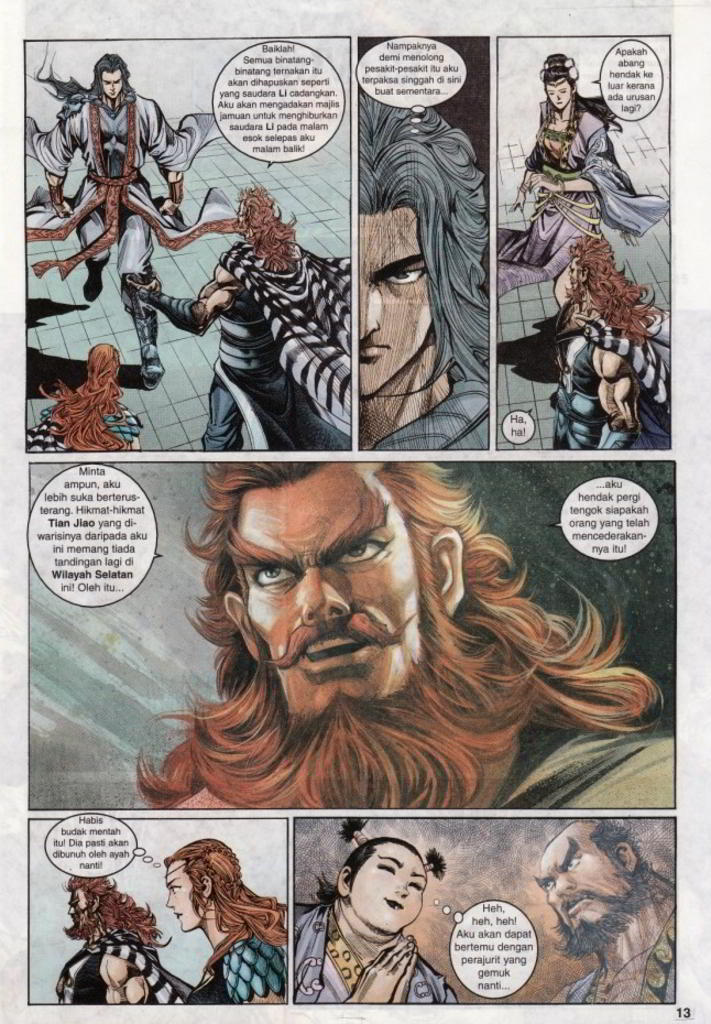 Baiklah!
Semua binatang-
binatang ternakan itu
akan dihapuskan seperti
yang saudara Li cadangkan.
Aku akan mengadakan majlis
jamuan untuk menghiburkan
saudara Li pada malam
esok selepas aku
malam balik!
Nampaknya
demi menolong
pesakit-pesakit itu aku
terpaksa singgah di sini
buat sementara...
Apakah
abang
hendak ke
luar kerana
ada urusan
lagi?
Ha,
ha!
Minta
ampun, aku
lebih suka berterus-
terang. Hikmat-hikmat
Tian Jiao yang di-
warisinya daripada aku
ini memang tiada
tandingan lagi di
Wilayah Selatan
ini! Oleh itu...
...aku
hendak pergi
tengok siapakah
orang yang telah
mencederakan-
nya itu!
Habis
budak mentah
itu! Dia pasti akan
dibunuh oleh ayah
nanti!
Heh,
heh, heh!
Aku akan dapat
bertemu dengan
perajurit yang
gemuk
nanti...
13